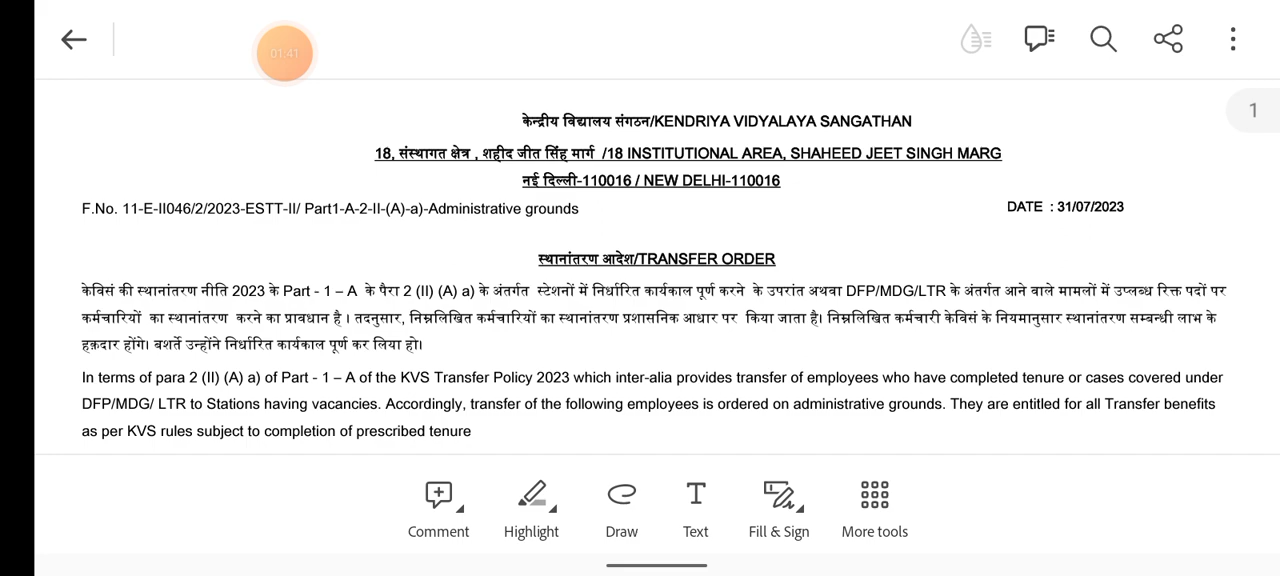 01:41
1
केन्द्रीय विद्यालय संगठन/KENDRIYA VIDYALAYA SANGATHAN
18, संस्थागत क्षेत्र , शहीद जीत सिंह मार्ग /18 INSTITUTIONAL AREA, SHAHEED JEET SINGH MARG
नई दिल्ली-110016 / NEW DELHI-110016
F.No. 11-E-II046/2/2023-ESTT-II/ Part1-A-2-II-(A)-a)-Administrative grounds DATE : 31/07/2023
स्थानांतरण आदेश/TRANSFER ORDER
केविसं की स्थानांतरण नीति 2023 के Part - 1 – A के पैरा 2 (II) (A) a) के अंतर्गत स्टेशनों में निर्धारित कार्यकाल पूर्ण करने के उपरांत अथवा DFP/MDG/LTR के अंतर्गत आने वाले मामलों में उप्लब्ध रिक्त पदों पर
कर्मचारियों का स्थानांतरण करने का प्रावधान है । तदनुसार, निम्नलिखित कर्मचारियों का स्थानांतरण प्रशासनिक आधार पर किया जाता है। निम्नलिखित कर्मचारी केविसं के नियमानुसार स्थानांतरण सम्बन्धी लाभ के
हक़दार होंगे। बशर्ते उन्होंने निर्धारित कार्यकाल पूर्ण कर लिया हो।
In terms of para 2 (II) (A) a) of Part - 1 – A of the KVS Transfer Policy 2023 which inter-alia provides transfer of employees who have completed tenure or cases covered under
DFP/MDG/ LTR to Stations having vacancies. Accordingly, transfer of the following employees is ordered on administrative grounds. They are entitled for all Transfer benefits
as per KVS rules subject to completion of prescribed tenure
Comment Highlight Draw Text Fill & Sign More tools